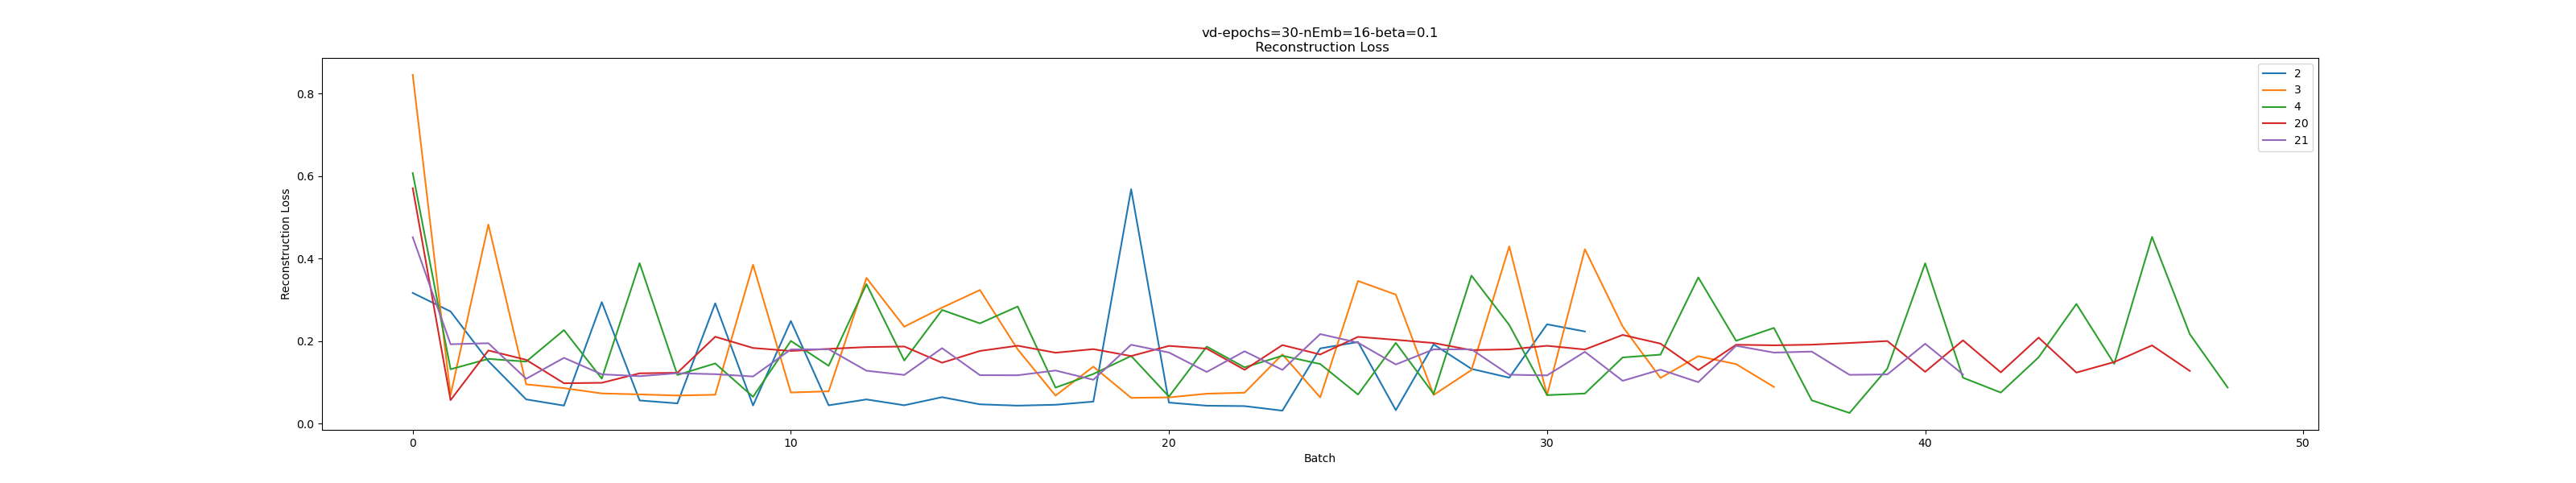 vd-epochs=30-nEmb=16-beta=0.1
Reconstruction Loss
2
3
4
20
21
Reconstruction Loss
0.8
0.6
0.4
0.2
0.0
0 10 20 30 40 50
Batch